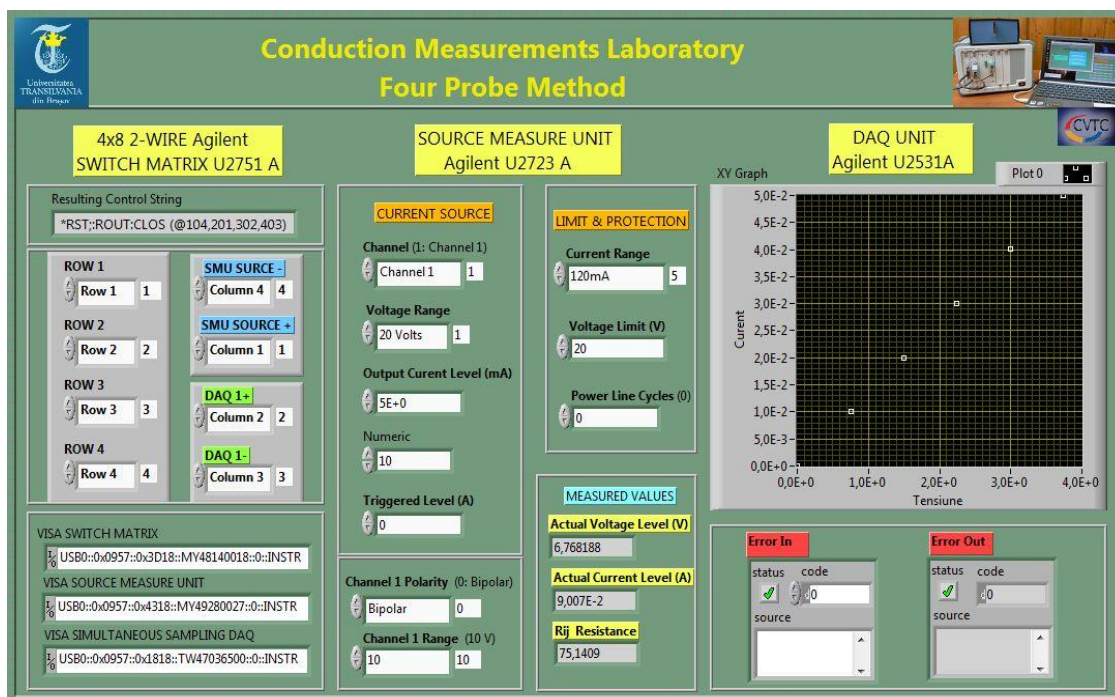 Universitatea
TRANSILVANIA
din Brașov
Conduction Measurements Laboratory
Four Probe Method
CVTC
4x8 2-WIRE Agilent
SWITCH MATRIX U2751 A
Resulting Control String
*RST;:ROUT:CLOS (@104,201,302,403)
ROW 1
Row 1 1
ROW 2
Row 2 2
ROW 3
Row 3 3
ROW 4
Row 4 4
SMU SURCE -
Column 4 4
SMU SOURCE +
Column 1 1
DAQ 1+
Column 2 2
DAQ 1-
Column 3 3
VISA SWITCH MATRIX
I/0 USB0::0x0957::0x3D18::MY48140018::0::INSTR
VISA SOURCE MEASURE UNIT
I/0 USB0::0x0957::0x4318::MY49280027::0::INSTR
VISA SIMULTANEOUS SAMPLING DAQ
I/0 USB0::0x0957::0x1818::TW47036500::0::INSTR
SOURCE MEASURE UNIT
Agilent U2723 A
CURRENT SOURCE
Channel (1: Channel 1)
Channel 1 1
Voltage Range
20 Volts 1
Output Curent Level (mA)
5E+0
Numeric
10
Triggered Level (A)
0
Channel 1 Polarity (0: Bipolar)
Bipolar 0
Channel 1 Range (10 V)
10 10
LIMIT & PROTECTION
Current Range
120mA 5
Voltage Limit (V)
20
Power Line Cycles (0)
0
MEASURED VALUES
Actual Voltage Level (V)
6,768188
Actual Current Level (A)
9,007E-2
Rij Resistance
75,1409
DAQ UNIT
Agilent U2531A
XY Graph
Plot 0
5,0E-2
4,5E-2
4,0E-2
3,5E-2
3,0E-2
2,5E-2
2,0E-2
1,5E-2
1,0E-2
5,0E-3
0,0E+0
Curent
0,0E+0 1,0E+0 2,0E+0 3,0E+0 4,0E+0
Tensiune
Error In
status code
d0
source
Error Out
status code
d0
source